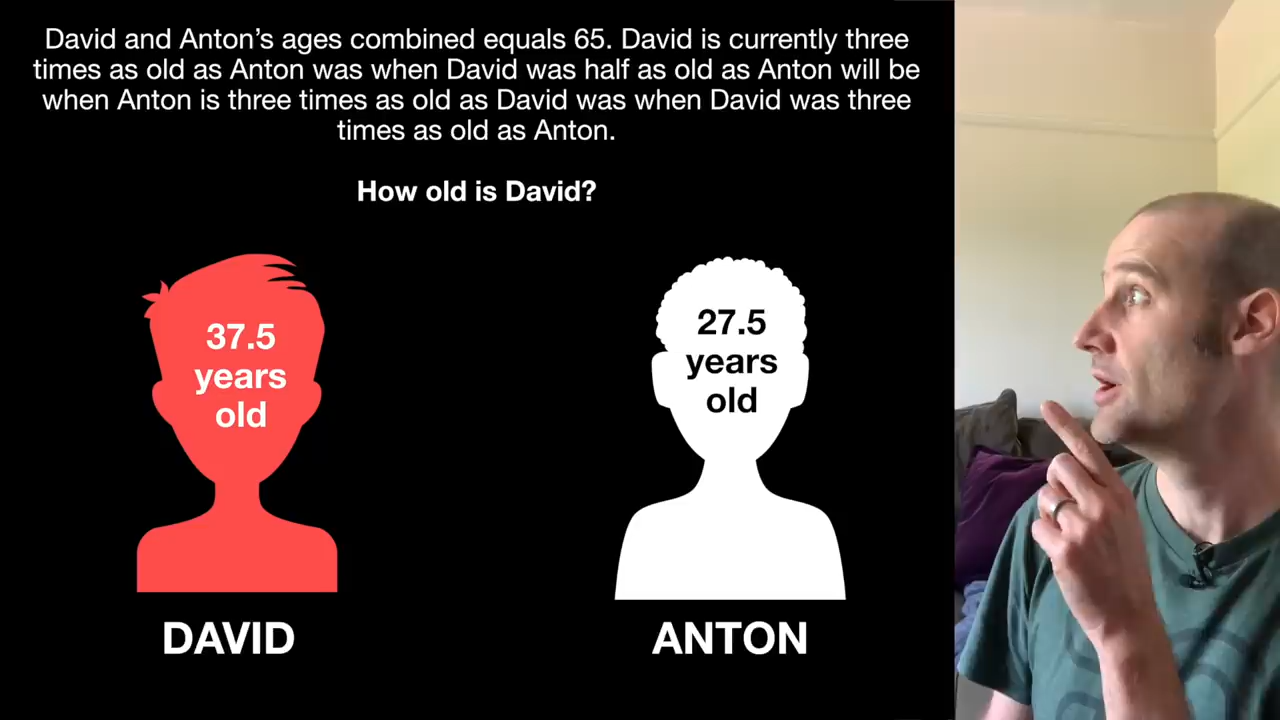 David and Anton’s ages combined equals 65. David is currently three
times as old as Anton was when David was half as old as Anton will be
when Anton is three times as old as David was when David was three
times as old as Anton.
How old is David?
37.5
years
old
27.5
years
old
DAVID
ANTON